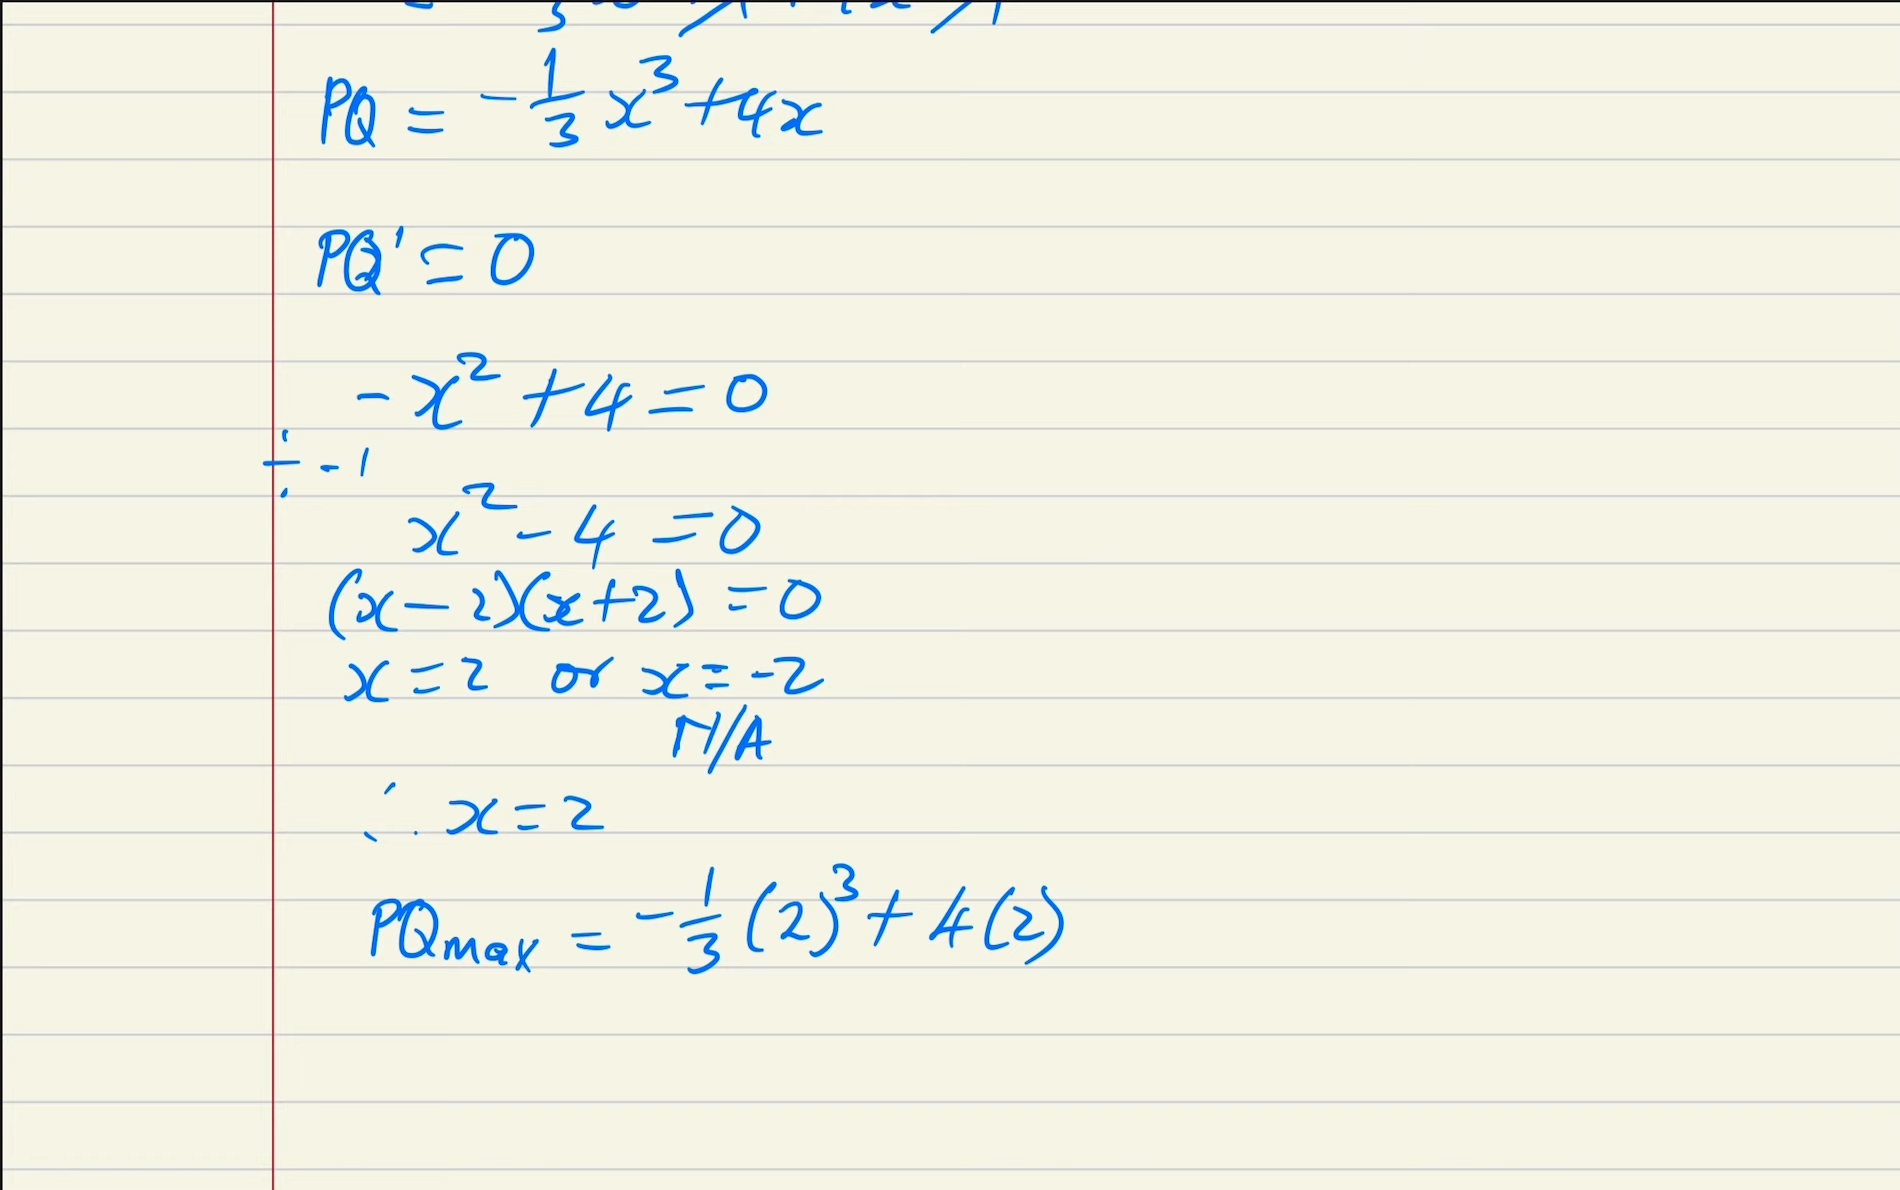 PQ = -1/3 x³ + 4x
PQ' = 0
-x² + 4 = 0
÷ -1
x² - 4 = 0
(x - 2)(x + 2) = 0
x = 2 or x = -2
N/A
∴ x = 2
PQmax = -1/3 (2)³ + 4(2)